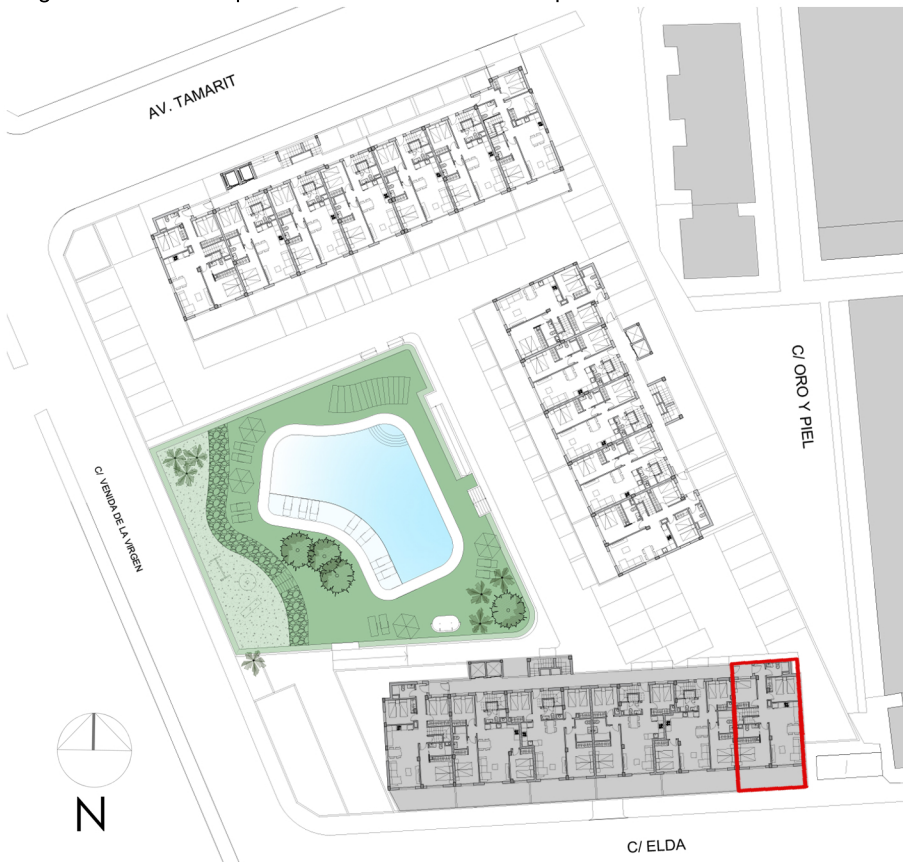 AV. TAMARIT
C/ ORO Y PIEL
C/ VENIDA DE LA VIRGEN
N
C/ ELDA